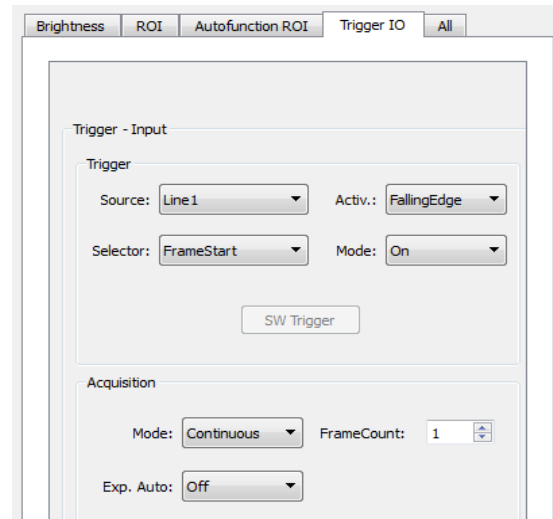 Brightness ROI Autofunction ROI Trigger IO All
Trigger - Input
Trigger
Source: Line1 Activ.: FallingEdge
Selector: FrameStart Mode: On
SW Trigger
Acquisition
Mode: Continuous FrameCount: 1
Exp. Auto: Off